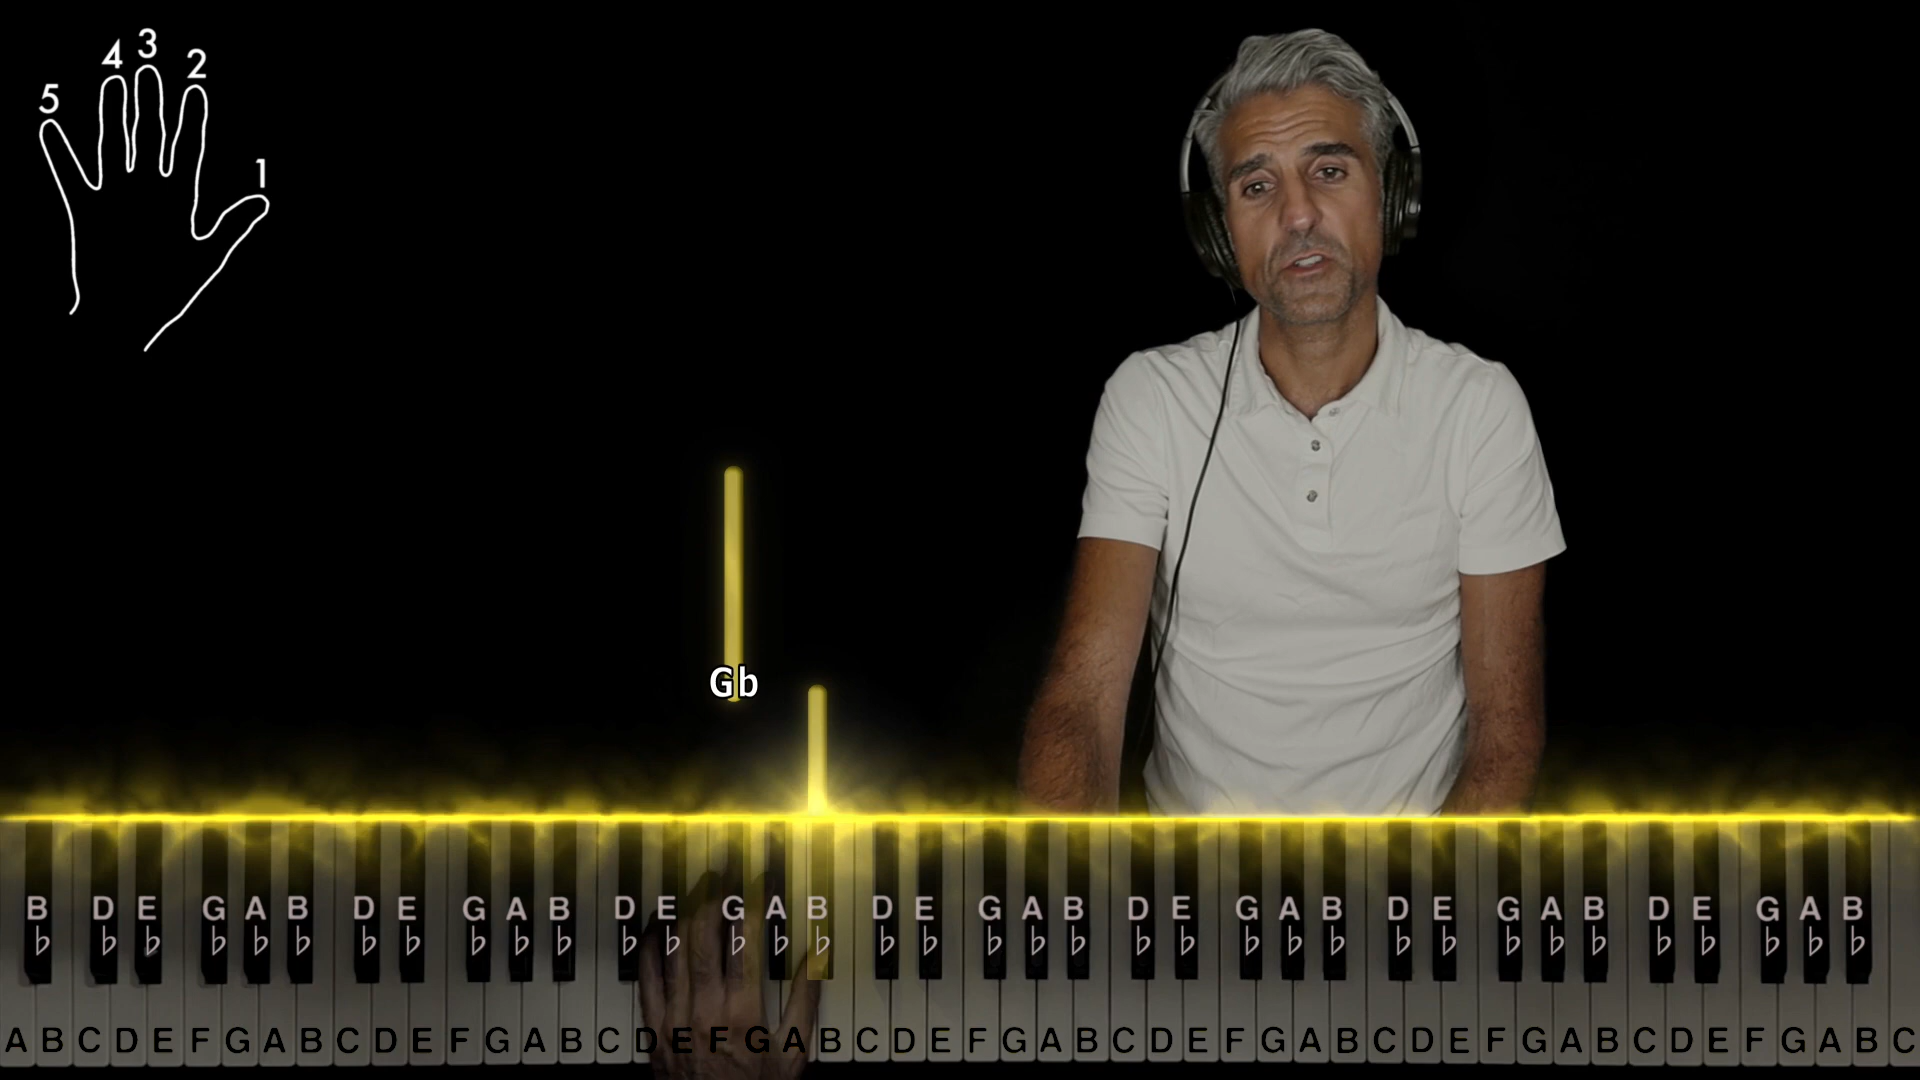 3
4
2
5
1
Gb
B D E G A B D E G A B D E G A B D E G A B D E G A B D E G A B D E G A B
♭ ♭ ♭ ♭ ♭ ♭ ♭ ♭ ♭ ♭ ♭ ♭ ♭ ♭ ♭ ♭ ♭ ♭ ♭ ♭ ♭ ♭ ♭ ♭ ♭ ♭ ♭ ♭ ♭ ♭ ♭ ♭ ♭ ♭ ♭ ♭
A B C D E F G A B C D E F G A B C D E F G A B C D E F G A B C D E F G A B C D E F G A B C D E F G A B C